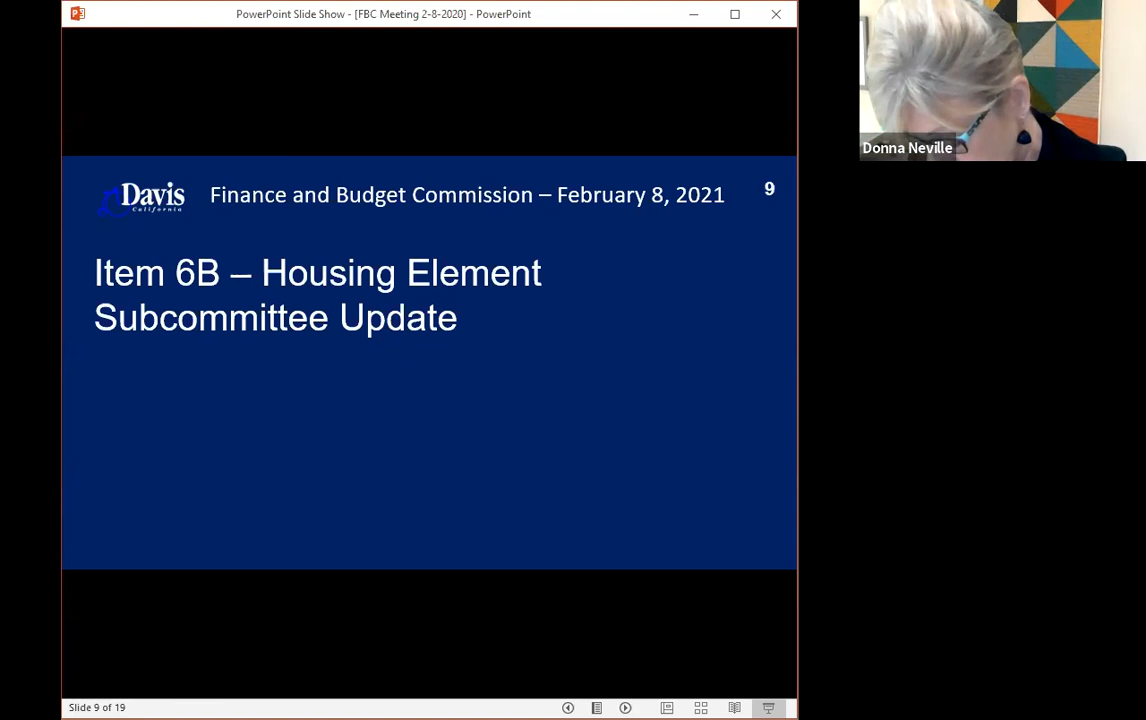 PowerPoint Slide Show - [FBC Meeting 2-8-2020] - PowerPoint
Donna Neville
Davis
California
Finance and Budget Commission – February 8, 2021
9
Item 6B – Housing Element
Subcommittee Update
Slide 9 of 19